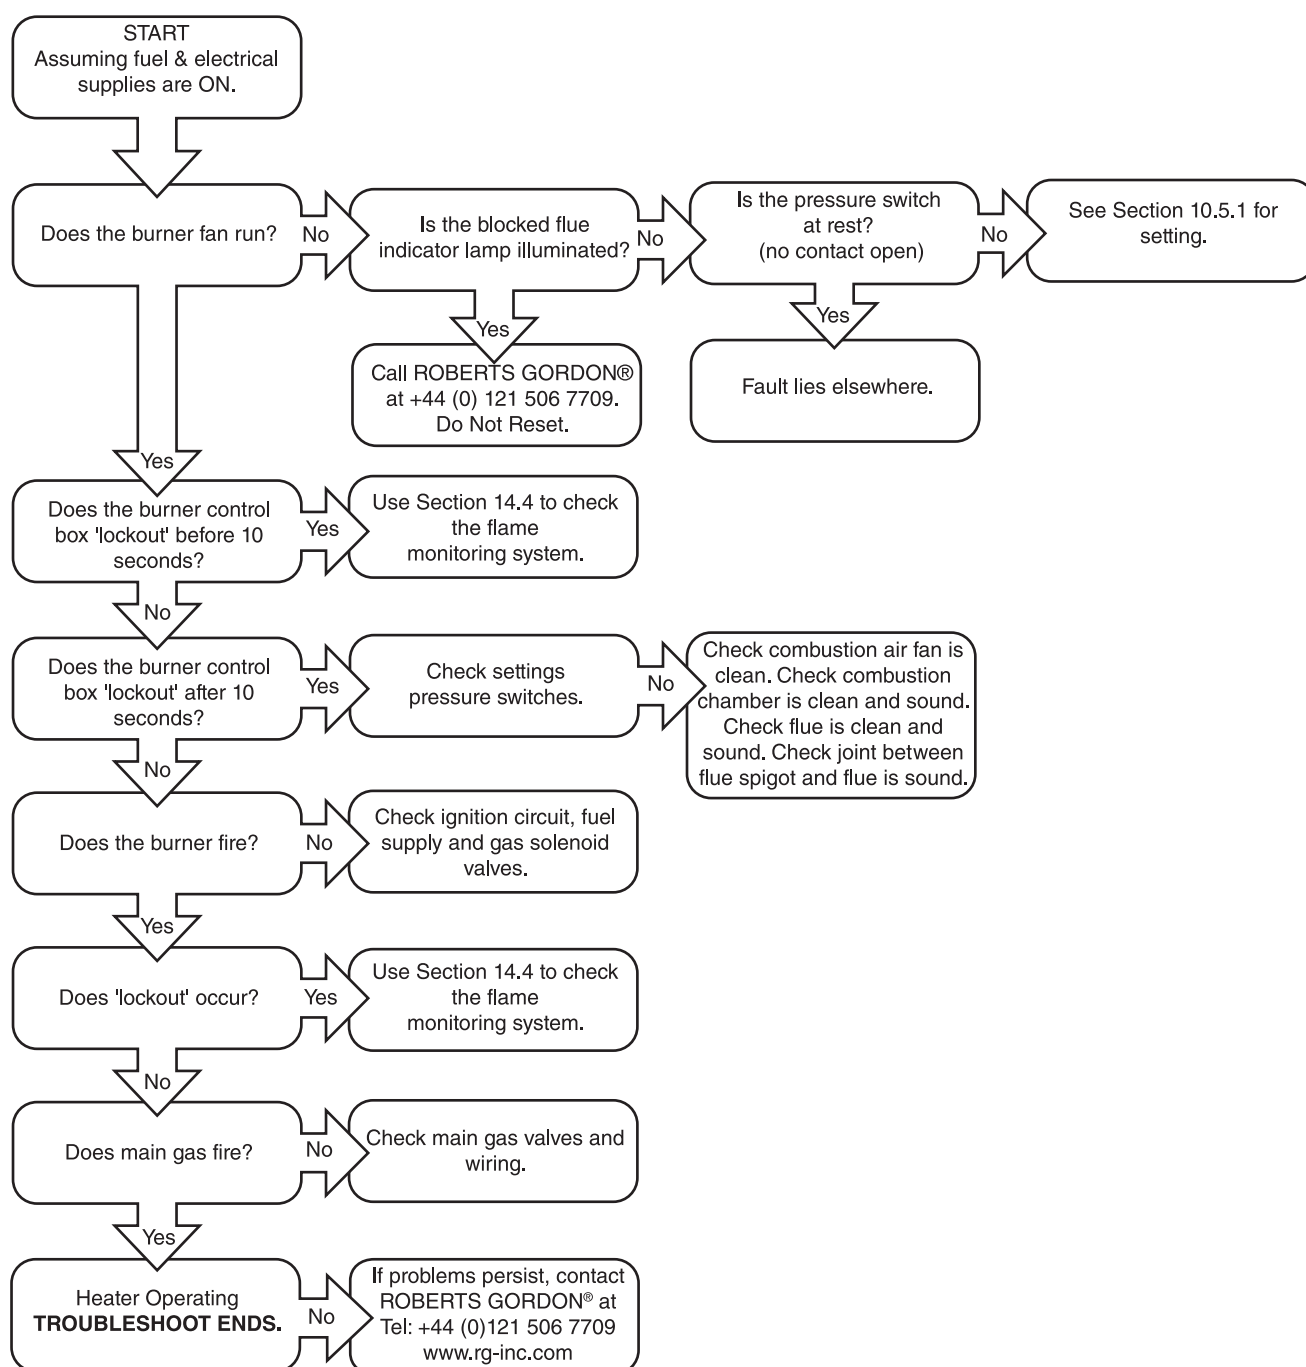 START
Assuming fuel & electrical
supplies are ON.
Does the burner fan run?
No
Is the blocked flue
indicator lamp illuminated?
No
Is the pressure switch
at rest?
(no contact open)
No
See Section 10.5.1 for
setting.
Yes
Call ROBERTS GORDON®
at +44 (0) 121 506 7709.
Do Not Reset.
Yes
Fault lies elsewhere.
Yes
Does the burner control
box 'lockout' before 10
seconds?
Yes
Use Section 14.4 to check
the flame
monitoring system.
No
Does the burner control
box 'lockout' after 10
seconds?
Yes
Check settings
pressure switches.
No
Check combustion air fan is
clean. Check combustion
chamber is clean and sound.
Check flue is clean and
sound. Check joint between
flue spigot and flue is sound.
No
Does the burner fire?
No
Check ignition circuit, fuel
supply and gas solenoid
valves.
Yes
Does 'lockout' occur?
Yes
Use Section 14.4 to check
the flame
monitoring system.
No
Does main gas fire?
No
Check main gas valves and
wiring.
Yes
Heater Operating
TROUBLESHOOT ENDS.
No
If problems persist, contact
ROBERTS GORDON® at
Tel: +44 (0)121 506 7709
www.rg-inc.com